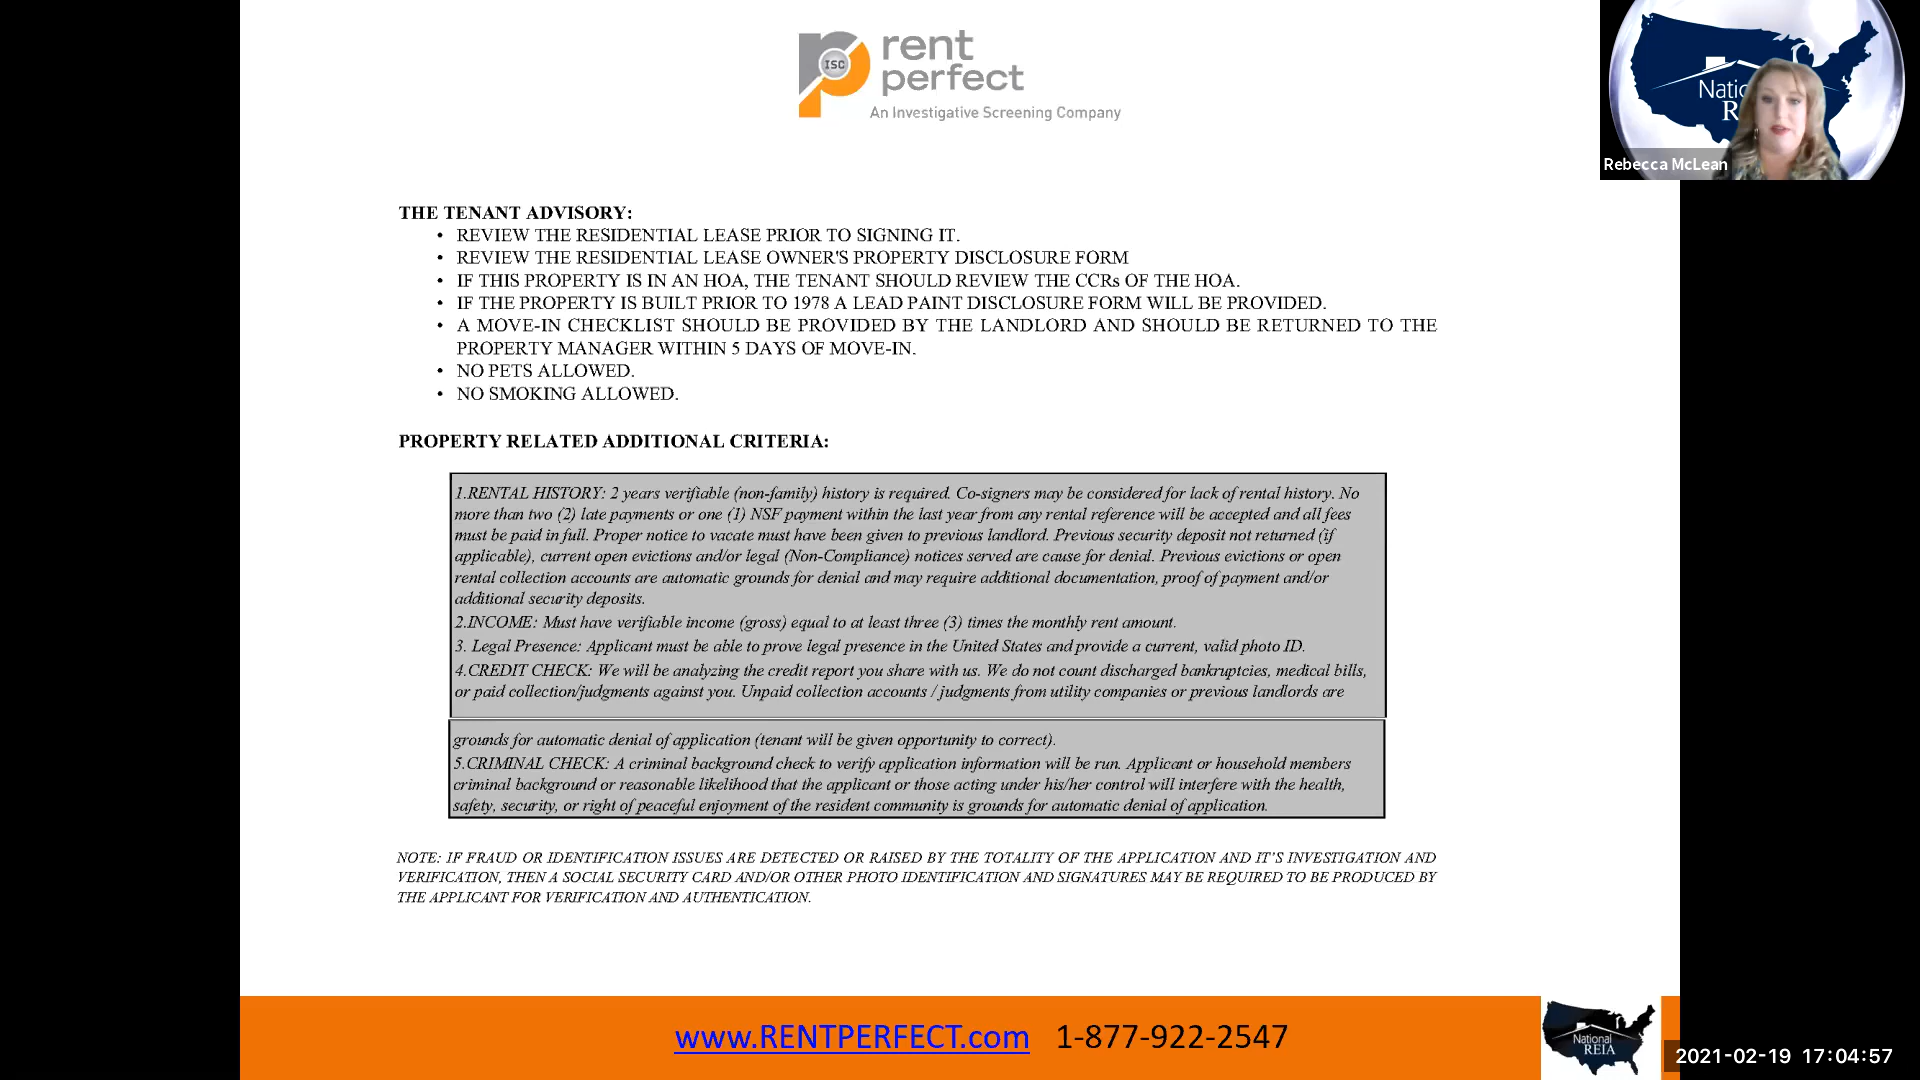 ISC
rent
perfect
An Investigative Screening Company
Rebecca McLean
THE TENANT ADVISORY:
• REVIEW THE RESIDENTIAL LEASE PRIOR TO SIGNING IT.
• REVIEW THE RESIDENTIAL LEASE OWNER'S PROPERTY DISCLOSURE FORM
• IF THIS PROPERTY IS IN AN HOA, THE TENANT SHOULD REVIEW THE CCRs OF THE HOA.
• IF THE PROPERTY IS BUILT PRIOR TO 1978 A LEAD PAINT DISCLOSURE FORM WILL BE PROVIDED.
• A MOVE-IN CHECKLIST SHOULD BE PROVIDED BY THE LANDLORD AND SHOULD BE RETURNED TO THE
PROPERTY MANAGER WITHIN 5 DAYS OF MOVE-IN.
• NO PETS ALLOWED.
• NO SMOKING ALLOWED.
PROPERTY RELATED ADDITIONAL CRITERIA:
1.RENTAL HISTORY: 2 years verifiable (non-family) history is required. Co-signers may be considered for lack of rental history. No
more than two (2) late payments or one (1) NSF payment within the last year from any rental reference will be accepted and all fees
must be paid in full. Proper notice to vacate must have been given to previous landlord. Previous security deposit not returned (if
applicable), current open evictions and/or legal (Non-Compliance) notices served are cause for denial. Previous evictions or open
rental collection accounts are automatic grounds for denial and may require additional documentation, proof of payment and/or
additional security deposits.
2.INCOME: Must have verifiable income (gross) equal to at least three (3) times the monthly rent amount.
3. Legal Presence: Applicant must be able to prove legal presence in the United States and provide a current, valid photo ID.
4.CREDIT CHECK: We will be analyzing the credit report you share with us. We do not count discharged bankruptcies, medical bills,
or paid collection/judgments against you. Unpaid collection accounts / judgments from utility companies or previous landlords are
grounds for automatic denial of application (tenant will be given opportunity to correct).
5.CRIMINAL CHECK: A criminal background check to verify application information will be run. Applicant or household members
criminal background or reasonable likelihood that the applicant or those acting under his/her control will interfere with the health,
safety, security, or right of peaceful enjoyment of the resident community is grounds for automatic denial of application.
NOTE: IF FRAUD OR IDENTIFICATION ISSUES ARE DETECTED OR RAISED BY THE TOTALITY OF THE APPLICATION AND IT'S INVESTIGATION AND
VERIFICATION, THEN A SOCIAL SECURITY CARD AND/OR OTHER PHOTO IDENTIFICATION AND SIGNATURES MAY BE REQUIRED TO BE PRODUCED BY
THE APPLICANT FOR VERIFICATION AND AUTHENTICATION.
www.RENTPERFECT.com 1-877-922-2547
National
REIA
2021-02-19 17:04:57